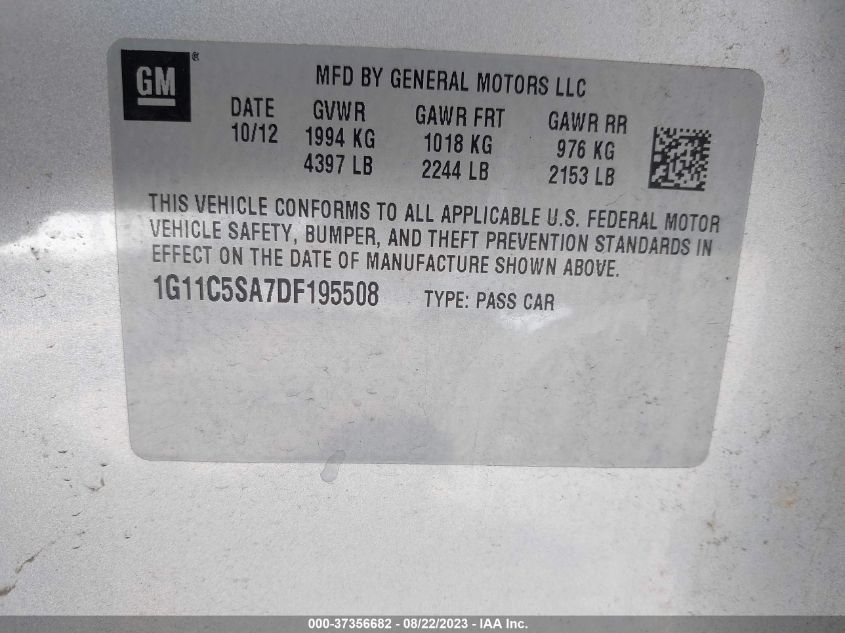 GM ®
MFD BY GENERAL MOTORS LLC
DATE GVWR GAWR FRT GAWR RR
10/12 1994 KG 1018 KG 976 KG
4397 LB 2244 LB 2153 LB
THIS VEHICLE CONFORMS TO ALL APPLICABLE U.S. FEDERAL MOTOR
VEHICLE SAFETY, BUMPER, AND THEFT PREVENTION STANDARDS IN
EFFECT ON THE DATE OF MANUFACTURE SHOWN ABOVE.
1G11C5SA7DF195508 TYPE: PASS CAR
000-37356682 - 08/22/2023 - IAA Inc.